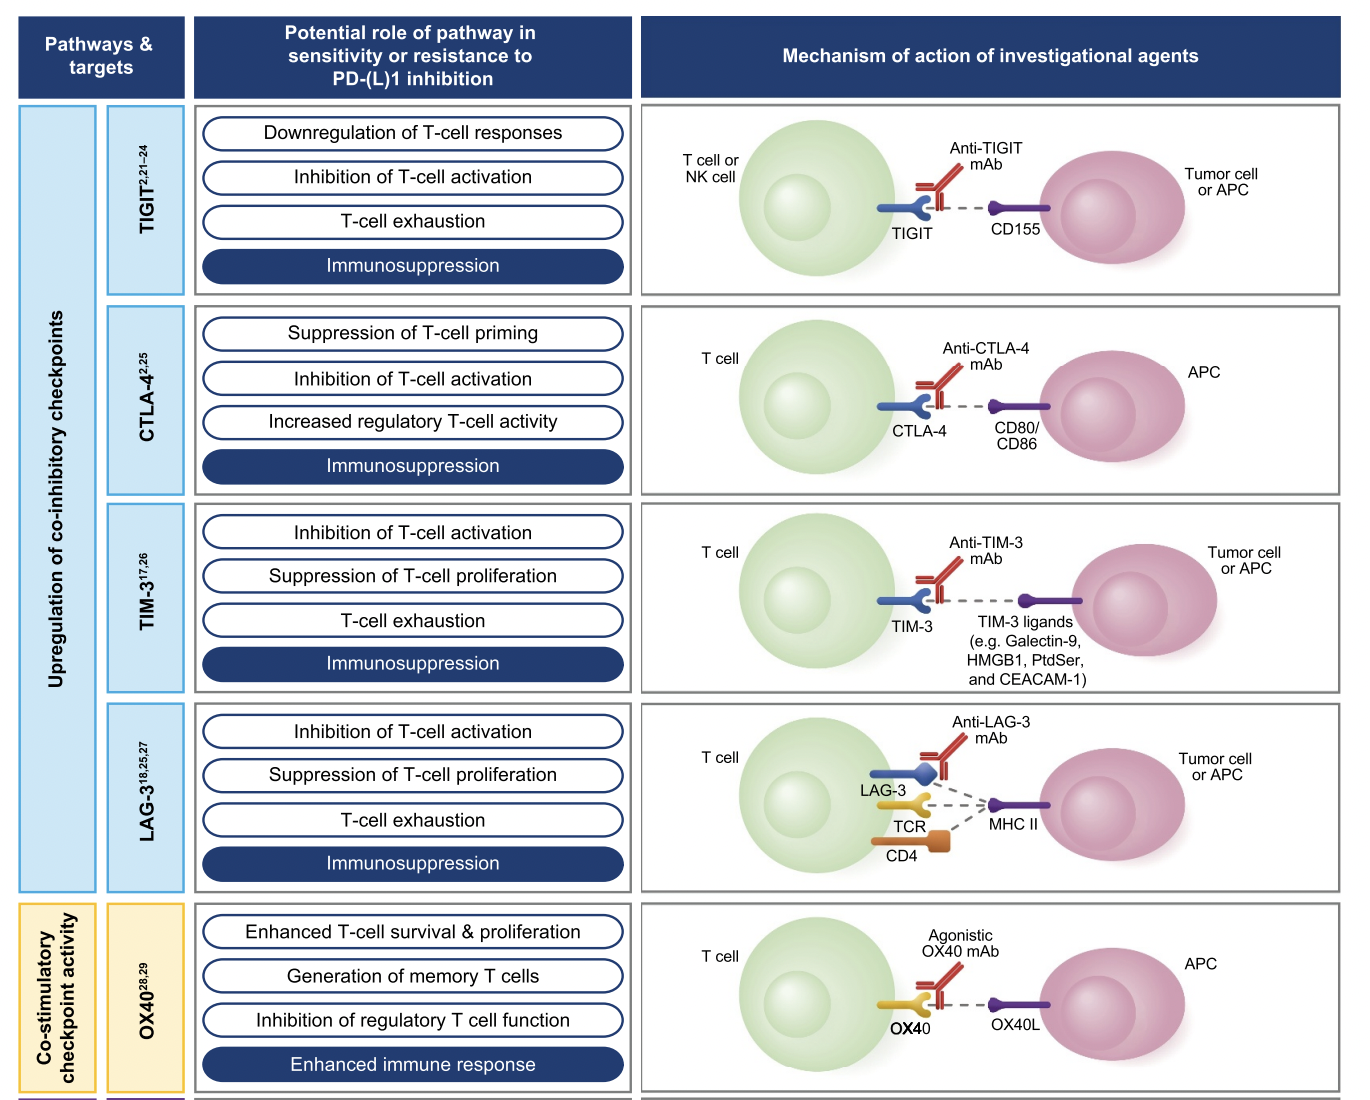 Pathways &
targets
Potential role of pathway in
sensitivity or resistance to
PD-(L)1 inhibition
Mechanism of action of investigational agents
Upregulation of co-inhibitory checkpoints
TIGIT2,21–24
Downregulation of T-cell responses
Inhibition of T-cell activation
T-cell exhaustion
Immunosuppression
T cell or
NK cell
Anti-TIGIT
mAb
TIGIT
CD155
Tumor cell
or APC
CTLA-42,25
Suppression of T-cell priming
Inhibition of T-cell activation
Increased regulatory T-cell activity
Immunosuppression
T cell
Anti-CTLA-4
mAb
CTLA-4
CD80/
CD86
APC
TIM-317,26
Inhibition of T-cell activation
Suppression of T-cell proliferation
T-cell exhaustion
Immunosuppression
T cell
Anti-TIM-3
mAb
TIM-3
TIM-3 ligands
(e.g. Galectin-9,
HMGB1, PtdSer,
and CEACAM-1)
Tumor cell
or APC
LAG-318,25,27
Inhibition of T-cell activation
Suppression of T-cell proliferation
T-cell exhaustion
Immunosuppression
T cell
Anti-LAG-3
mAb
LAG-3
TCR
CD4
MHC II
Tumor cell
or APC
Co-stimulatory
checkpoint activity
OX4028,29
Enhanced T-cell survival & proliferation
Generation of memory T cells
Inhibition of regulatory T cell function
Enhanced immune response
T cell
Agonistic
OX40 mAb
OX40
OX40L
APC